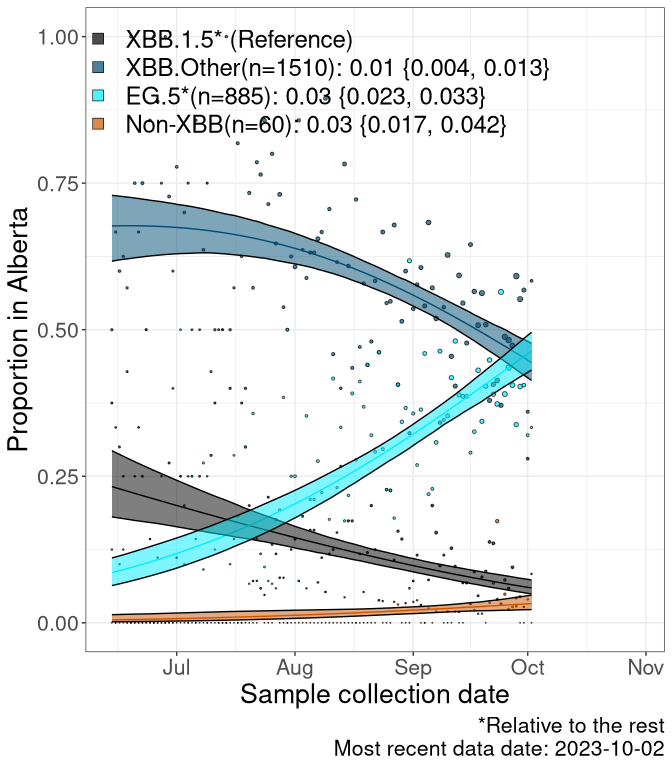 1.00
0.75
0.50
0.25
0.00
Proportion in Alberta
XBB.1.5*(Reference)
XBB.Other(n=1510): 0.01 {0.004, 0.013}
EG.5*(n=885): 0.03 {0.023, 0.033}
Non-XBB(n=60): 0.03 {0.017, 0.042}
Jul Aug Sep Oct Nov
Sample collection date
*Relative to the rest
Most recent data date: 2023-10-02